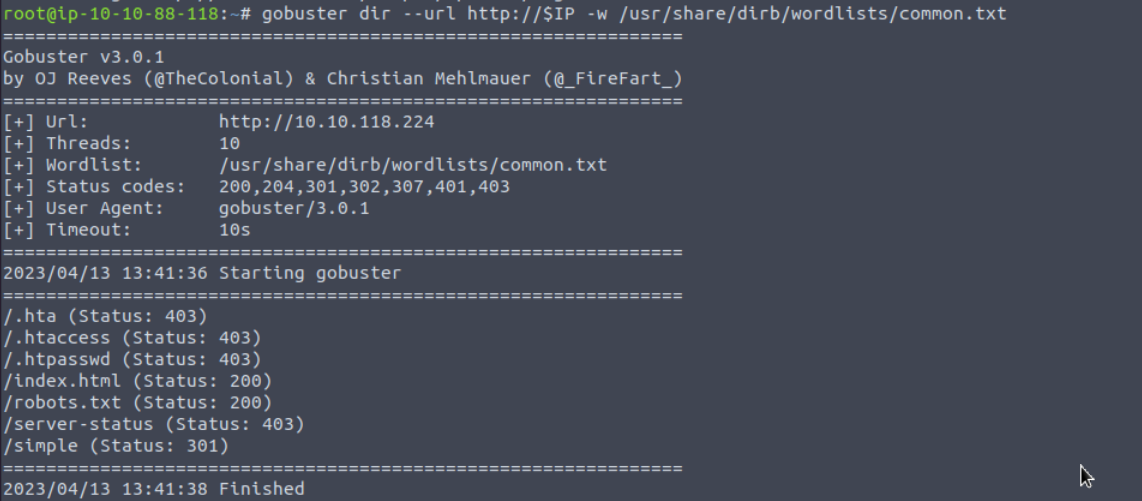 root@ip-10-10-88-118:~# gobuster dir --url http://$IP -w /usr/share/dirb/wordlists/common.txt
===============================================================
Gobuster v3.0.1
by OJ Reeves (@TheColonial) & Christian Mehlmauer (@_FireFart_)
===============================================================
[+] Url:            http://10.10.118.224
[+] Threads:        10
[+] Wordlist:       /usr/share/dirb/wordlists/common.txt
[+] Status codes:   200,204,301,302,307,401,403
[+] User Agent:     gobuster/3.0.1
[+] Timeout:        10s
===============================================================
2023/04/13 13:41:36 Starting gobuster
===============================================================
/.hta (Status: 403)
/.htaccess (Status: 403)
/.htpasswd (Status: 403)
/index.html (Status: 200)
/robots.txt (Status: 200)
/server-status (Status: 403)
/simple (Status: 301)
===============================================================
2023/04/13 13:41:38 Finished